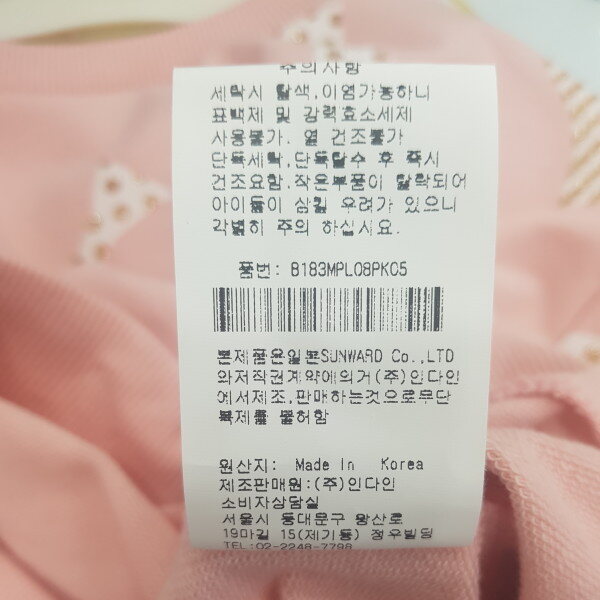 주의사항
세탁시 탈색,이염가능하니
표백제 및 강력효소세제
사용불가. 열 건조불가
단독세탁,단독탈수 후 즉시
건조요함.작은부품이 탈락되어
아이들이 삼킬 우려가 있으니
각별히 주의 하십시요.
품번: B183MPL08PKC5
본제품은일본SUNWARD Co.,LTD
와저작권계약에의거(주)인다인
에서제조,판매하는것으로무단
복제를 불허함
원산지: Made In Korea
제조판매원:(주)인다인
소비자상담실
서울시 동대문구 왕산로
19마길 15(제기동) 정우빌딩
TEL:02-2248-7798